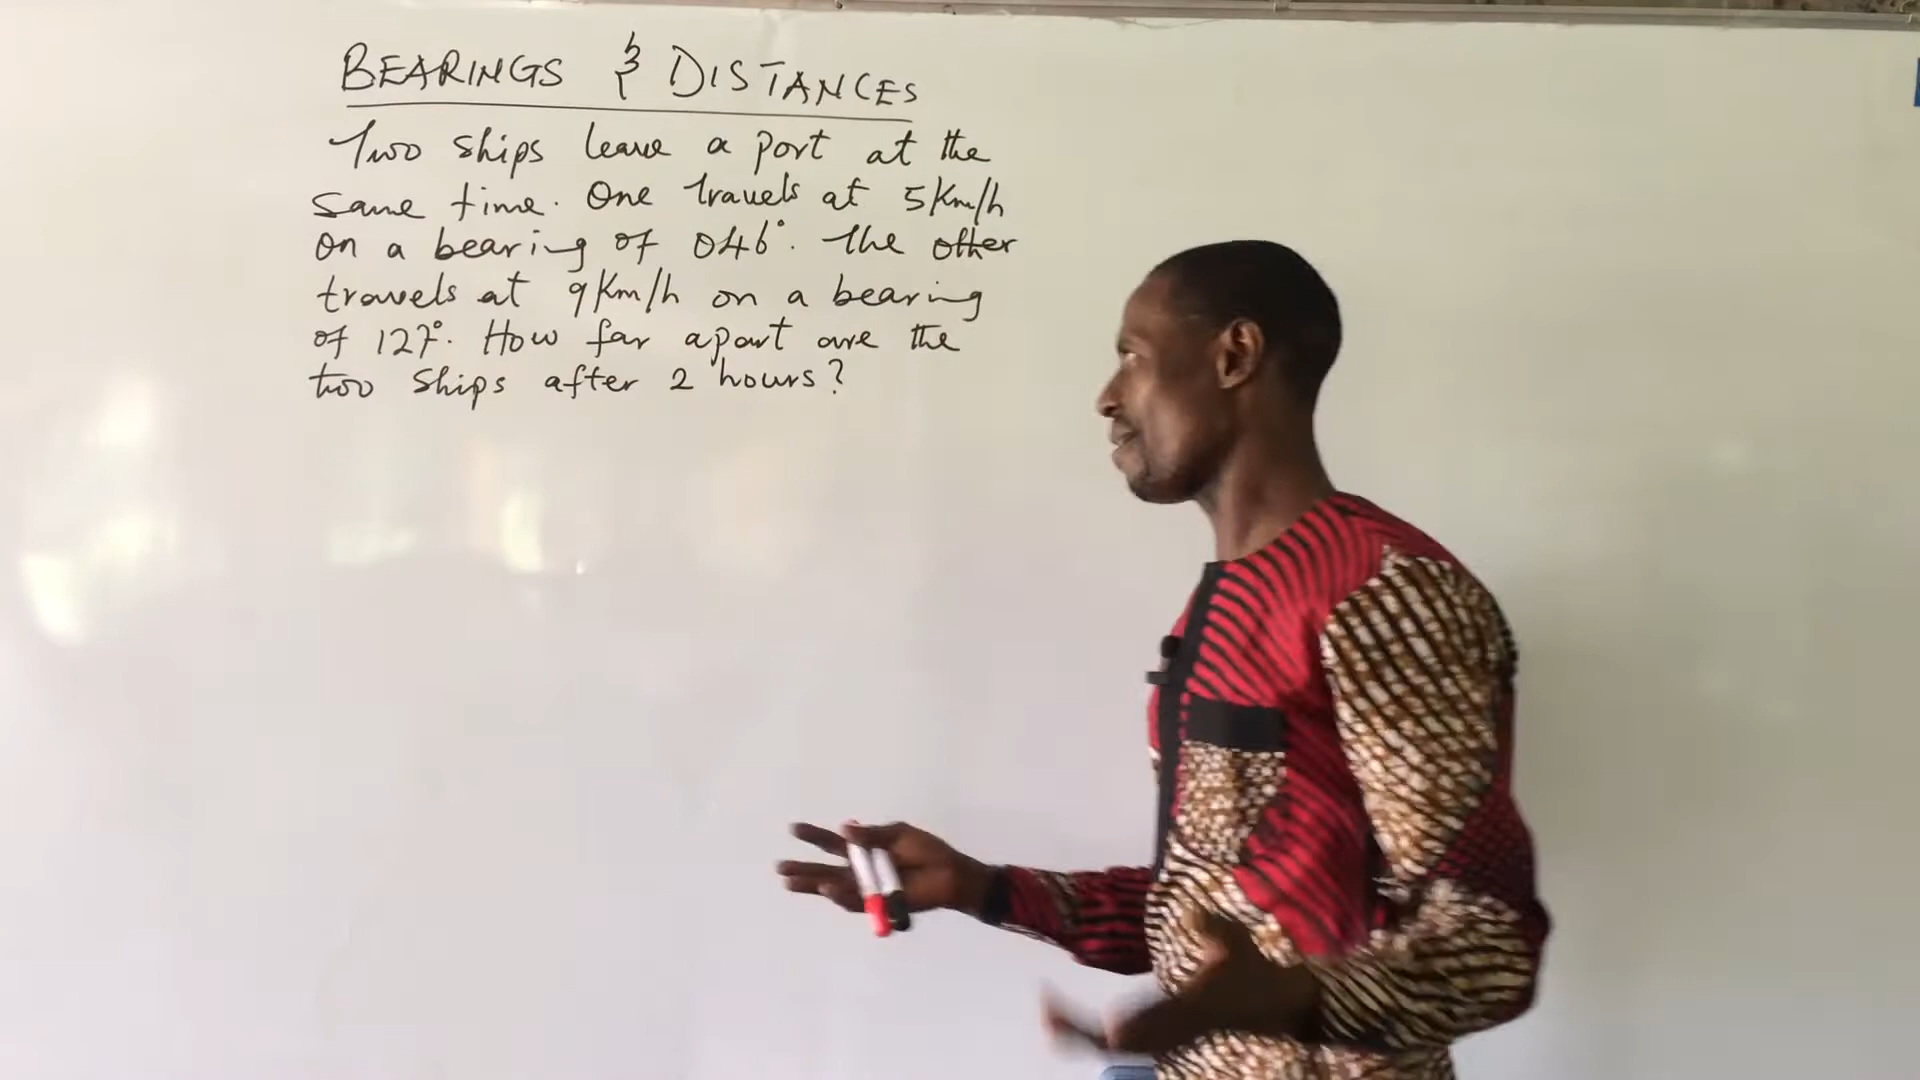 BEARINGS & DISTANCES
Two ships leave a port at the
same time. One travels at 5km/h
on a bearing of 046°. The other
travels at 9km/h on a bearing
of 127°. How far apart are the
two ships after 2 hours?